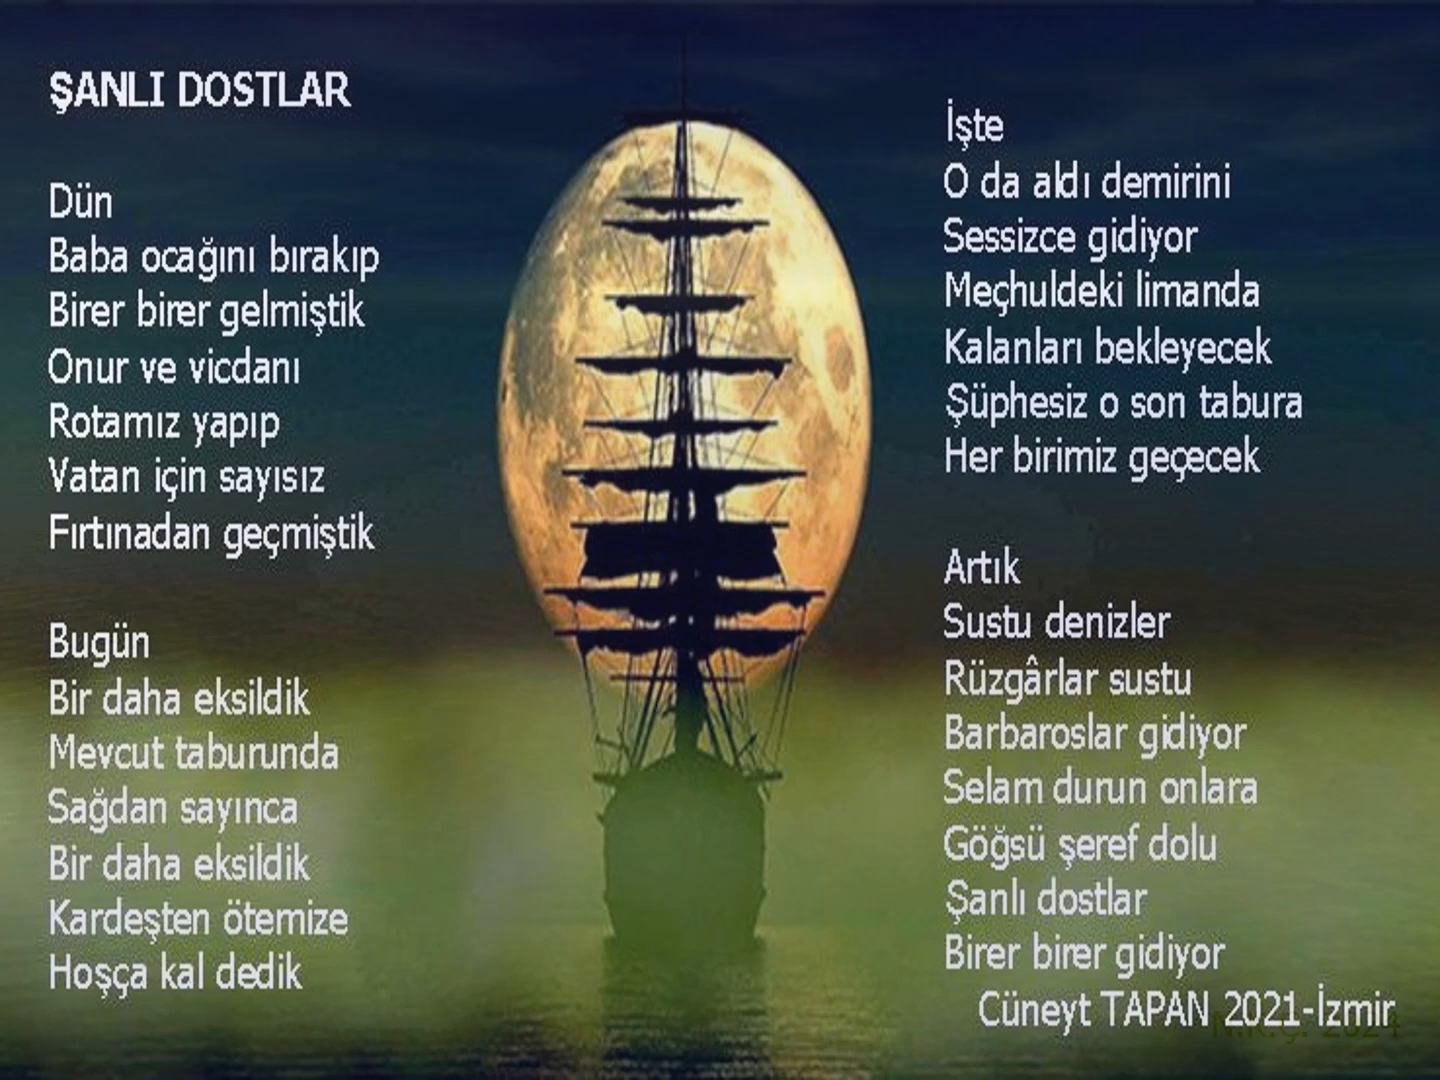 ŞANLI DOSTLAR
Dün
Baba ocağını bırakıp
Birer birer gelmiştik
Onur ve vicdanı
Rotamız yapıp
Vatan için sayısız
Fırtınadan geçmiştik
Bugün
Bir daha eksildik
Mevcut taburunda
Sağdan sayınca
Bir daha eksildik
Kardeşten ötemize
Hoşça kal dedik
İşte
O da aldı demirini
Sessizce gidiyor
Meçhuldeki limanda
Kalanları bekleyecek
Şüphesiz o son tabura
Her birimiz geçecek
Artık
Sustu denizler
Rüzgârlar sustu
Barbaroslar gidiyor
Selam durun onlara
Göğsü şeref dolu
Şanlı dostlar
Birer birer gidiyor
Cüneyt TAPAN 2021-İzmir